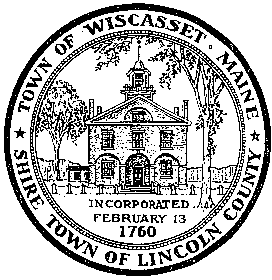 TOWN OF WISCASSET · MAINE
★ SHIRE TOWN OF LINCOLN COUNTY ★
INCORPORATED
FEBRUARY 13
1760